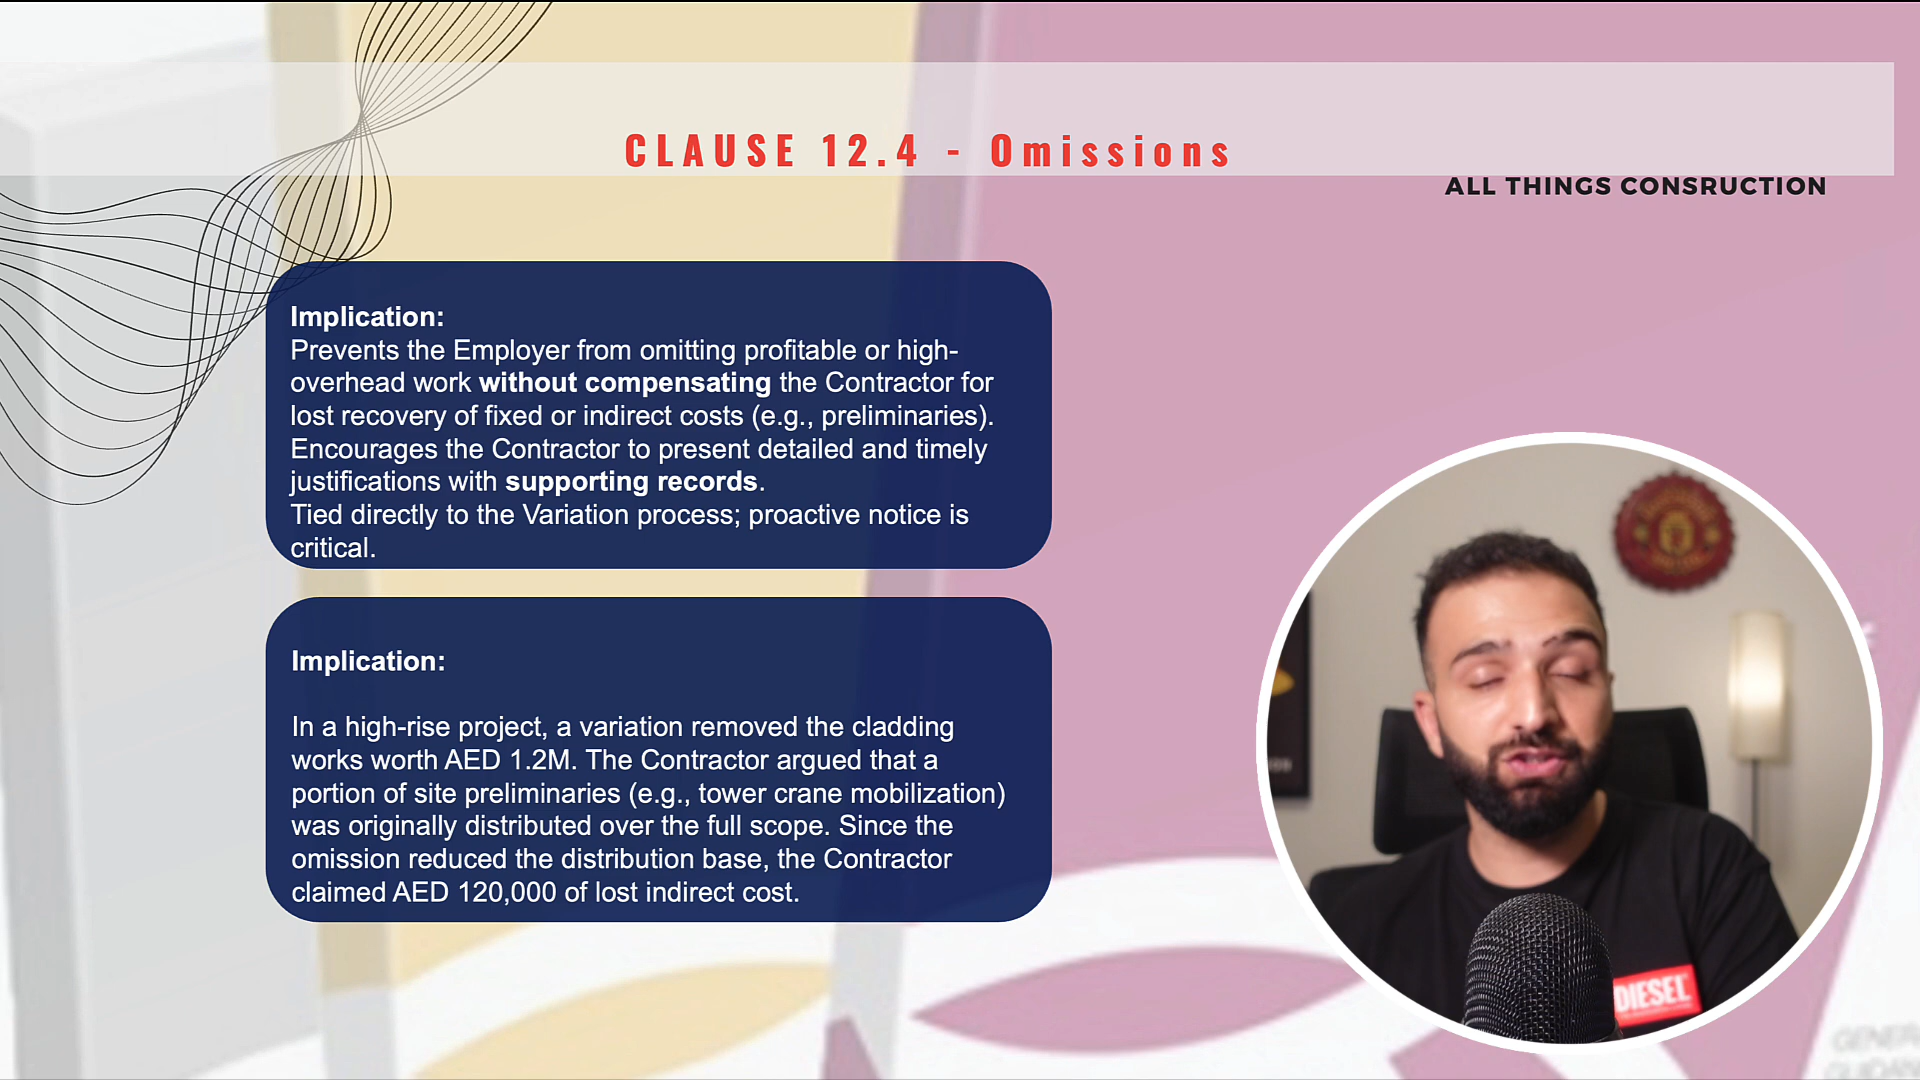 CLAUSE 12.4 - Omissions
ALL THINGS CONSRUCTION
Implication:
Prevents the Employer from omitting profitable or high-
overhead work without compensating the Contractor for
lost recovery of fixed or indirect costs (e.g., preliminaries).
Encourages the Contractor to present detailed and timely
justifications with supporting records.
Tied directly to the Variation process; proactive notice is
critical.
Implication:
In a high-rise project, a variation removed the cladding
works worth AED 1.2M. The Contractor argued that a
portion of site preliminaries (e.g., tower crane mobilization)
was originally distributed over the full scope. Since the
omission reduced the distribution base, the Contractor
claimed AED 120,000 of lost indirect cost.
DIESEL